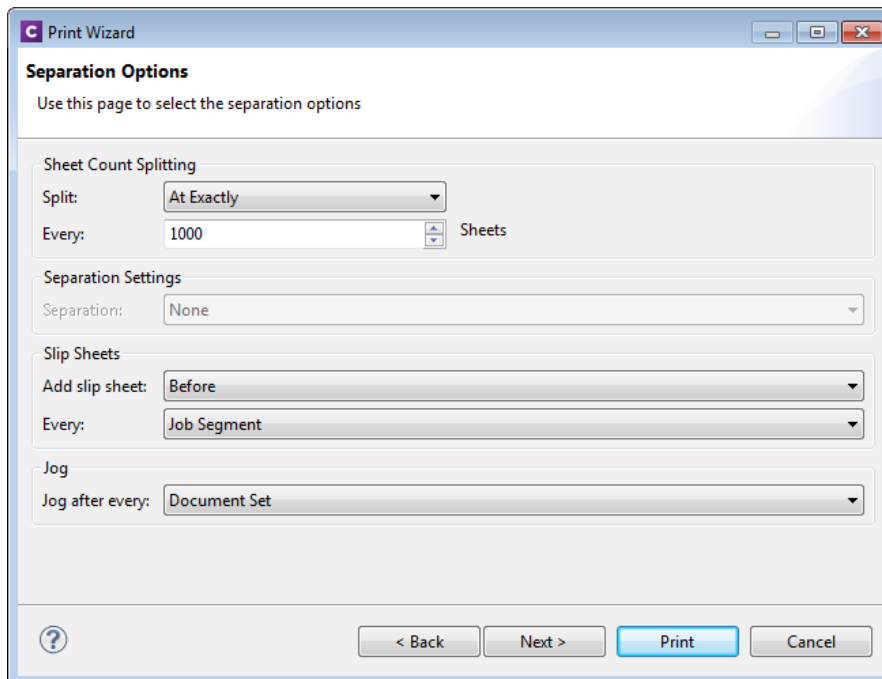 C Print Wizard
Separation Options
Use this page to select the separation options
Sheet Count Splitting
Split: At Exactly
Every: 1000 Sheets
Separation Settings
Separation: None
Slip Sheets
Add slip sheet: Before
Every: Job Segment
Jog
Jog after every: Document Set
? < Back Next > Print Cancel